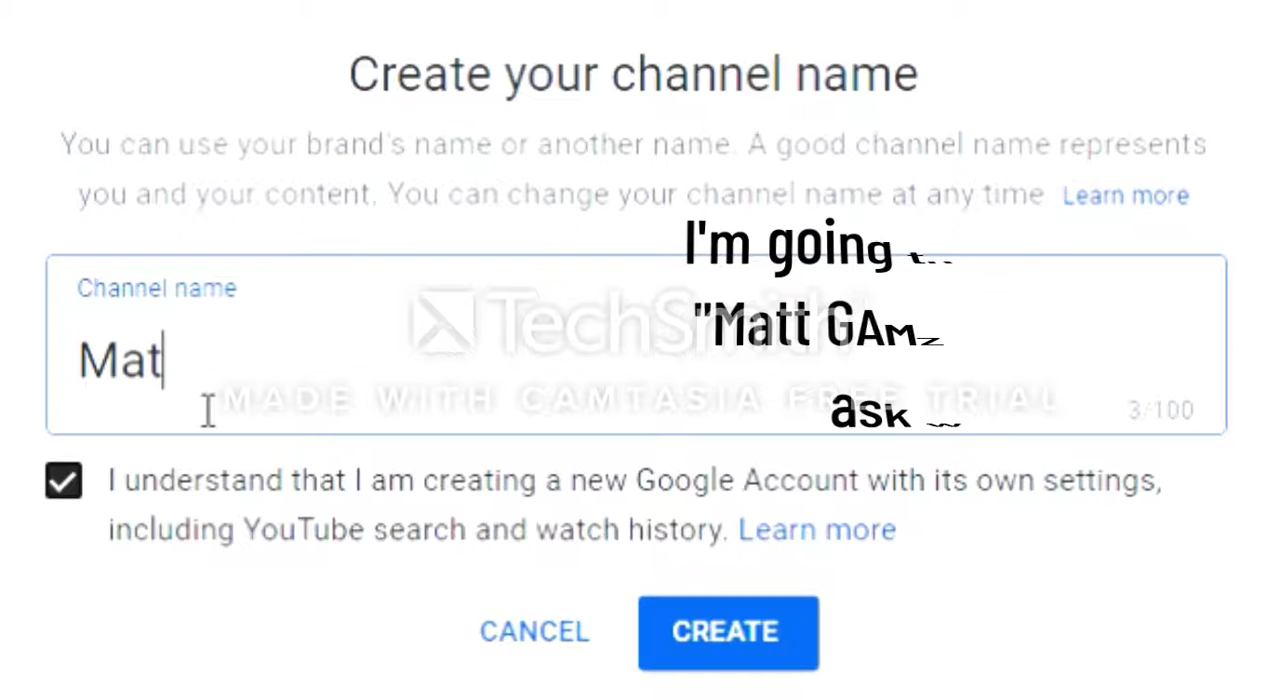 Create your channel name
You can use your brand's name or another name. A good channel name represents
you and your content. You can change your channel name at any time Learn more
I'm going
Channel name
TechSmith
"Matt GAmz
Mat
MADE WITH CAMTASIA FREE TRIAL
ask
3/100
I understand that I am creating a new Google Account with its own settings,
including YouTube search and watch history. Learn more
CANCEL
CREATE